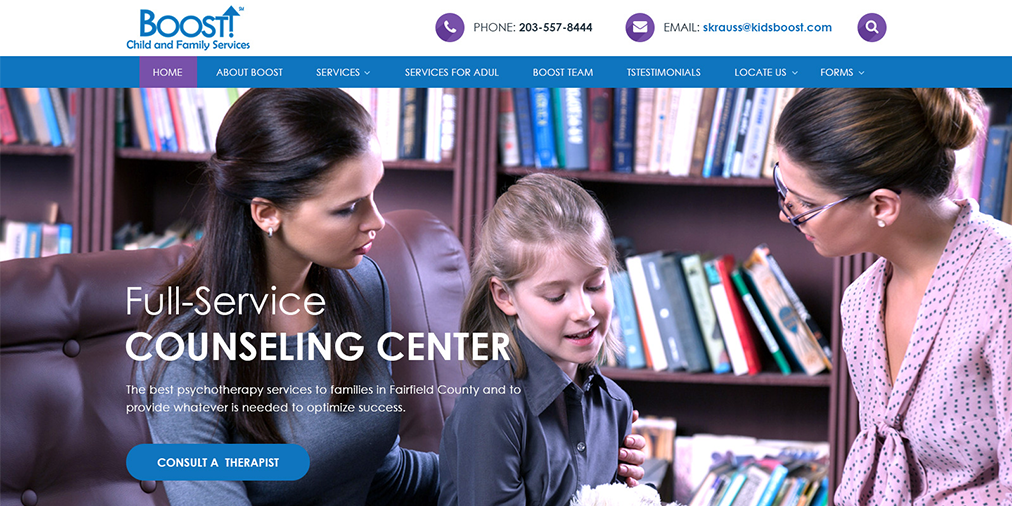 BOOST! SM
Child and Family Services
PHONE: 203-557-8444
EMAIL: skrauss@kidsboost.com
HOME
ABOUT BOOST
SERVICES
SERVICES FOR ADUL
BOOST TEAM
TSTESTIMONIALS
LOCATE US
FORMS
Full-Service
COUNSELING CENTER
The best psychotherapy services to families in Fairfield County and to
provide whatever is needed to optimize success.
CONSULT A THERAPIST